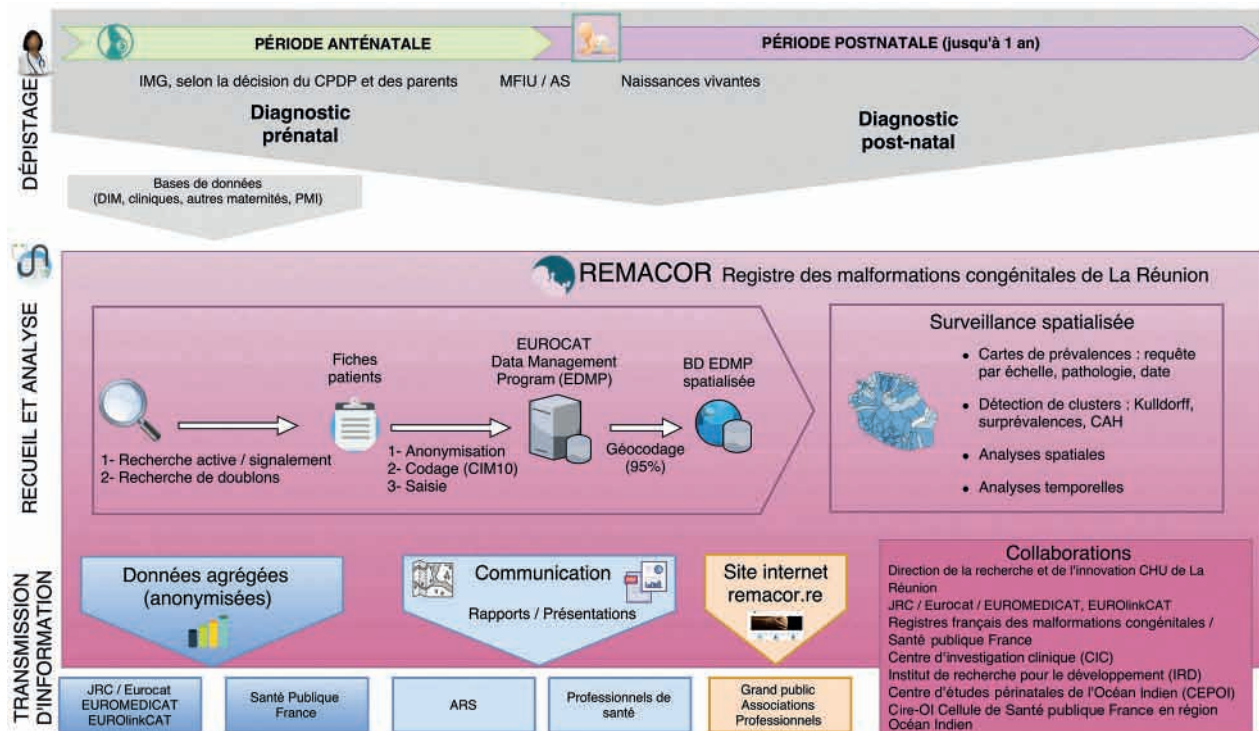 DÉPISTAGE
PÉRIODE ANTÉNATALE
PÉRIODE POSTNATALE (jusqu'à 1 an)
IMG, selon la décision du CPDP et des parents
MFIU / AS
Naissances vivantes
Diagnostic
prénatal
Diagnostic
post-natal
Bases de données
(DIM, cliniques, autres maternités, PMI)
RECUEIL ET ANALYSE
REMACOR Registre des malformations congénitales de La Réunion
1- Recherche active / signalement
2- Recherche de doublons
Fiches
patients
1- Anonymisation
2- Codage (CIM10)
3- Saisie
EUROCAT
Data Management
Program (EDMP)
Géocodage
(95%)
BD EDMP
spatialisée
Surveillance spatialisée
• Cartes de prévalences : requête
par échelle, pathologie, date
• Détection de clusters : Kulldorff,
surprévalences, CAH
• Analyses spatiales
• Analyses temporelles
TRANSMISSION
D'INFORMATION
Données agrégées
(anonymisées)
Communication
Rapports / Présentations
Site internet
remacor.re
Collaborations
Direction de la recherche et de l'innovation CHU de La
Réunion
JRC / Eurocat / EUROMEDICAT, EUROlinkCAT
Registres français des malformations congénitales /
Santé publique France
Centre d'investigation clinique (CIC)
Institut de recherche pour le développement (IRD)
Centre d'études périnatales de l'Océan Indien (CEPOI)
Cire-OI Cellule de Santé publique France en région
Océan Indien
JRC / Eurocat
EUROMEDICAT
EUROlinkCAT
Santé Publique
France
ARS
Professionnels de
santé
Grand public
Associations
Professionnels